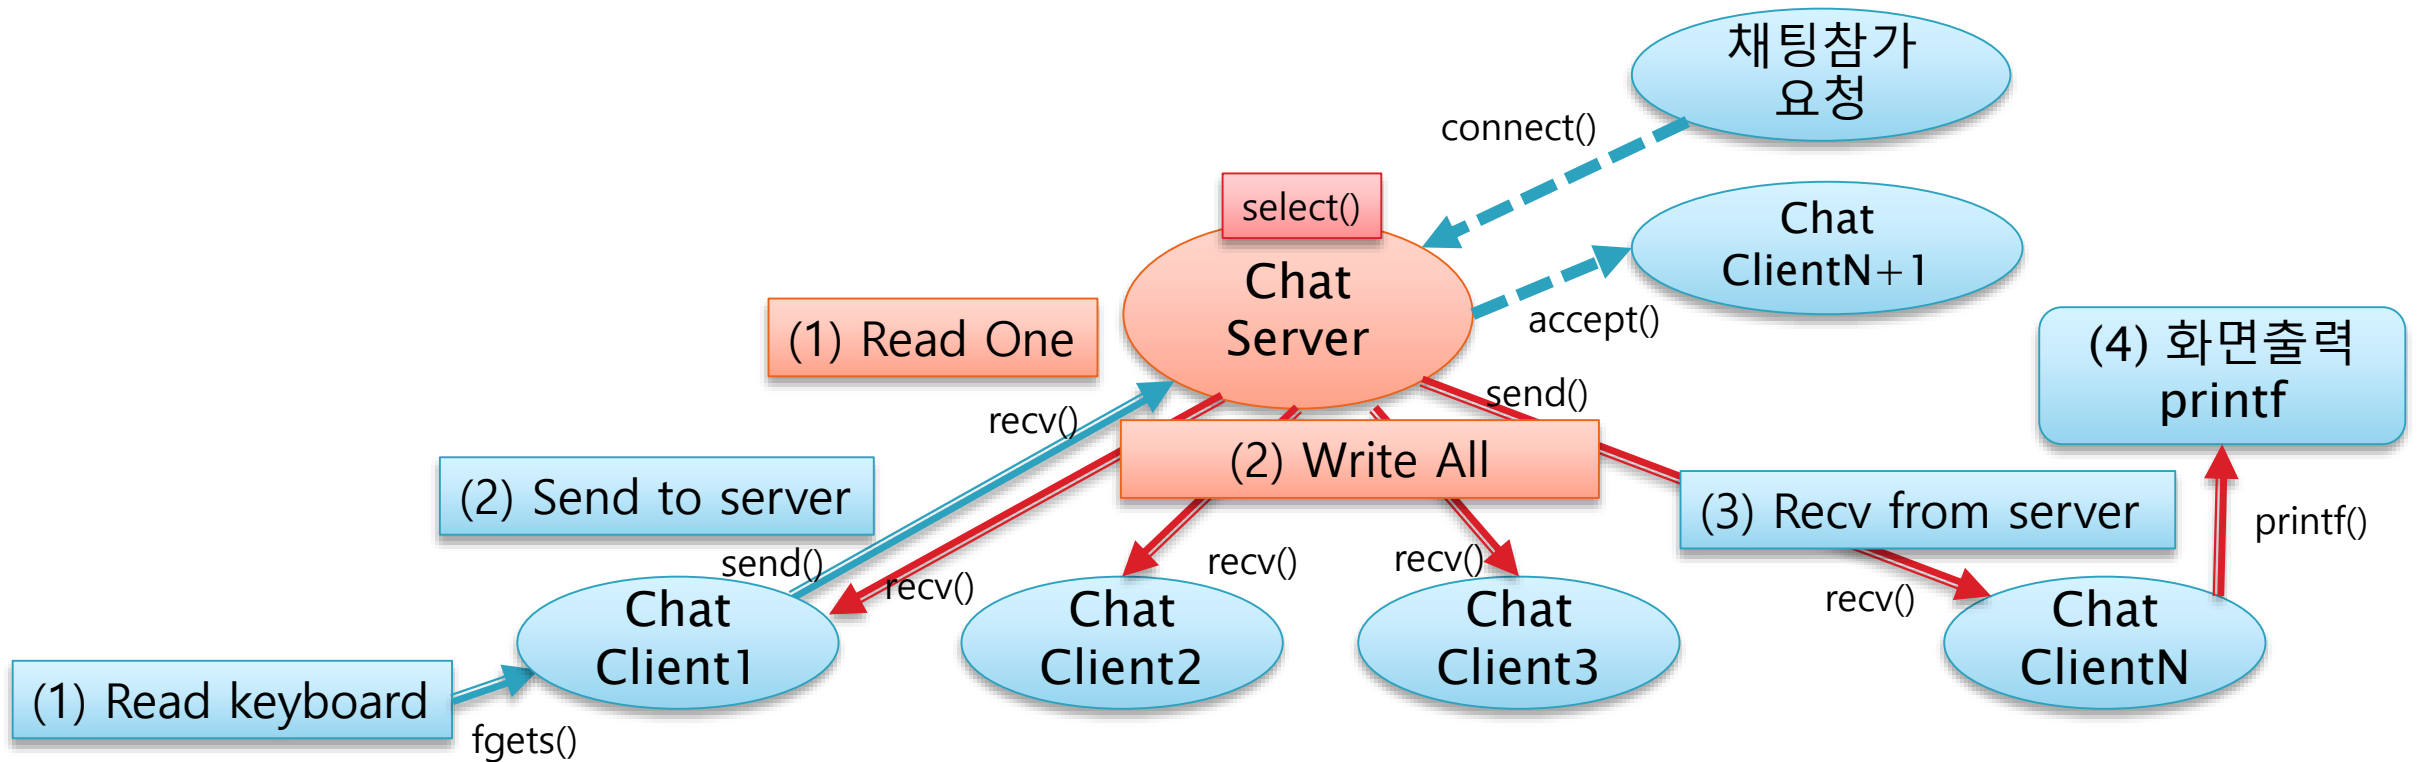 채팅참가
요청
connect()
select()
Chat
ClientN+1
Chat
Server
accept()
(1) Read One
(4) 화면출력
printf
send()
recv()
(2) Write All
(2) Send to server
(3) Recv from server
printf()
send()
recv()
recv()
recv()
recv()
Chat
Client1
Chat
Client2
Chat
Client3
Chat
ClientN
(1) Read keyboard
fgets()